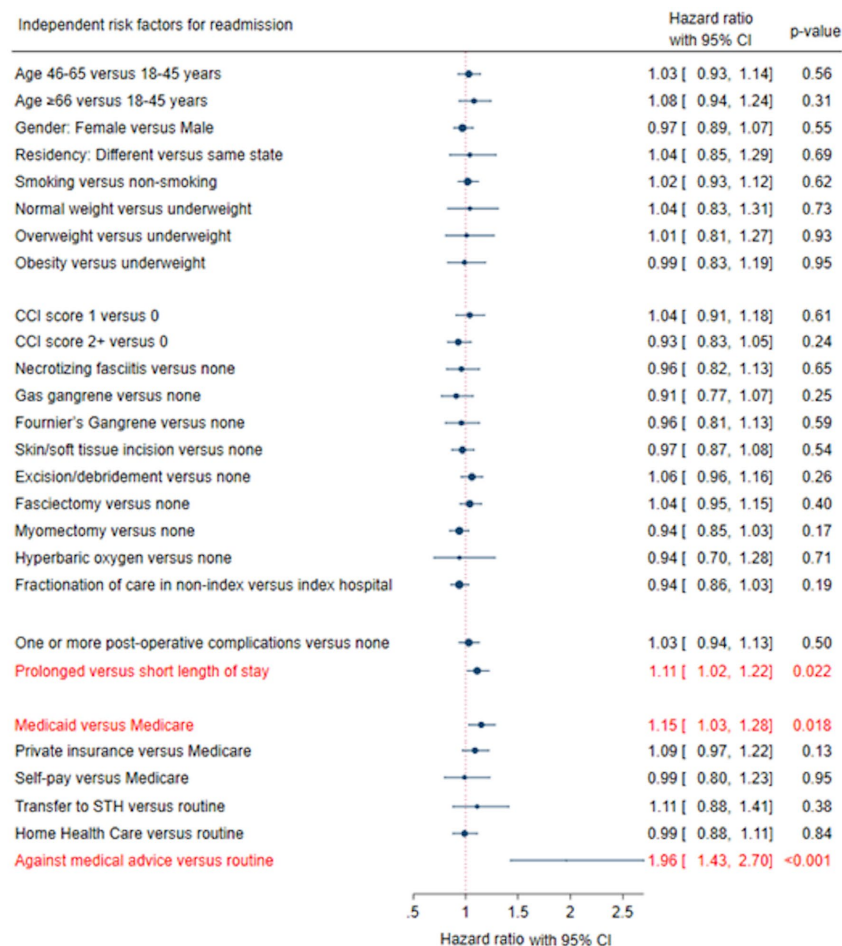 Independent risk factors for readmission Hazard ratio with 95% CI p-value
Age 46-65 versus 18-45 years 1.03 [ 0.93, 1.14] 0.56
Age ≥66 versus 18-45 years 1.08 [ 0.94, 1.24] 0.31
Gender: Female versus Male 0.97 [ 0.89, 1.07] 0.55
Residency: Different versus same state 1.04 [ 0.85, 1.29] 0.69
Smoking versus non-smoking 1.02 [ 0.93, 1.12] 0.62
Normal weight versus underweight 1.04 [ 0.83, 1.31] 0.73
Overweight versus underweight 1.01 [ 0.81, 1.27] 0.93
Obesity versus underweight 0.99 [ 0.83, 1.19] 0.95
CCI score 1 versus 0 1.04 [ 0.91, 1.18] 0.61
CCI score 2+ versus 0 0.93 [ 0.83, 1.05] 0.24
Necrotizing fasciitis versus none 0.96 [ 0.82, 1.13] 0.65
Gas gangrene versus none 0.91 [ 0.77, 1.07] 0.25
Fournier's Gangrene versus none 0.96 [ 0.81, 1.13] 0.59
Skin/soft tissue incision versus none 0.97 [ 0.87, 1.08] 0.54
Excision/debridement versus none 1.06 [ 0.96, 1.16] 0.26
Fasciectomy versus none 1.04 [ 0.95, 1.15] 0.40
Myomectomy versus none 0.94 [ 0.85, 1.03] 0.17
Hyperbaric oxygen versus none 0.94 [ 0.70, 1.28] 0.71
Fractionation of care in non-index versus index hospital 0.94 [ 0.86, 1.03] 0.19
One or more post-operative complications versus none 1.03 [ 0.94, 1.13] 0.50
Prolonged versus short length of stay 1.11 [ 1.02, 1.22] 0.022
Medicaid versus Medicare 1.15 [ 1.03, 1.28] 0.018
Private insurance versus Medicare 1.09 [ 0.97, 1.22] 0.13
Self-pay versus Medicare 0.99 [ 0.80, 1.23] 0.95
Transfer to STH versus routine 1.11 [ 0.88, 1.41] 0.38
Home Health Care versus routine 0.99 [ 0.88, 1.11] 0.84
Against medical advice versus routine 1.96 [ 1.43, 2.70] <0.001
.5 1 1.5 2 2.5
Hazard ratio with 95% CI